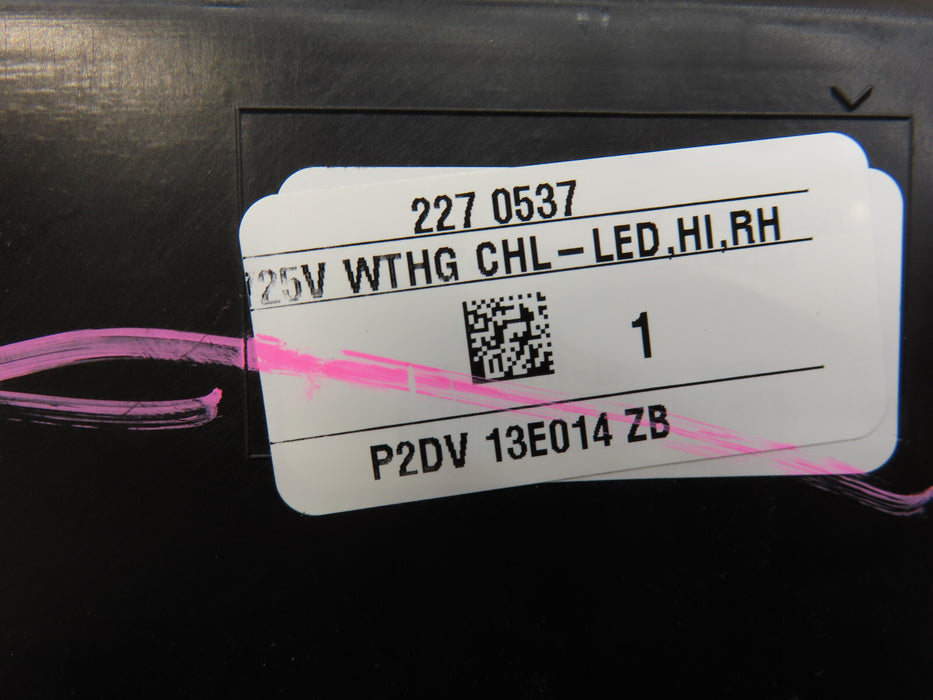 227 0537
25V WTHG CHL-LED,HI,RH
1
P2DV 13E014 ZB